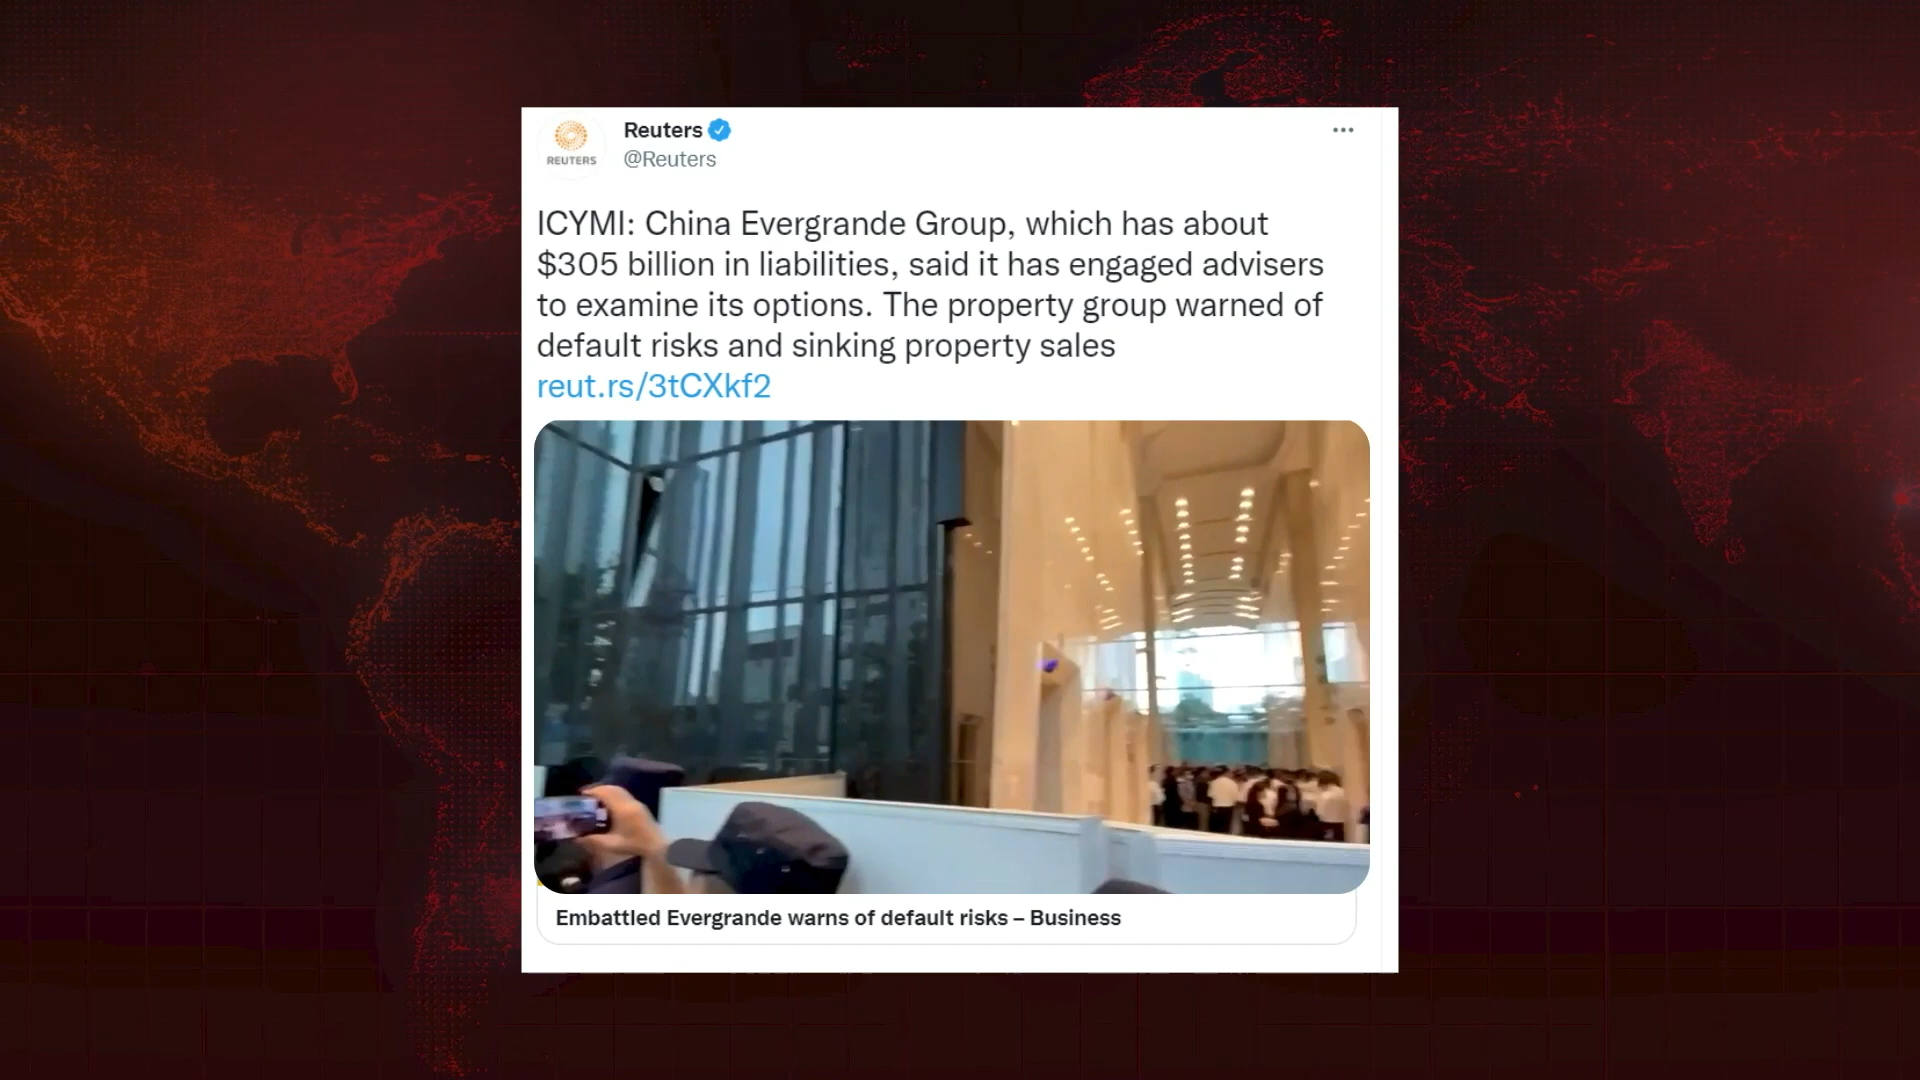 Reuters
@Reuters
REUTERS
ICYMI: China Evergrande Group, which has about
$305 billion in liabilities, said it has engaged advisers
to examine its options. The property group warned of
default risks and sinking property sales
reut.rs/3tCXkf2
Embattled Evergrande warns of default risks – Business